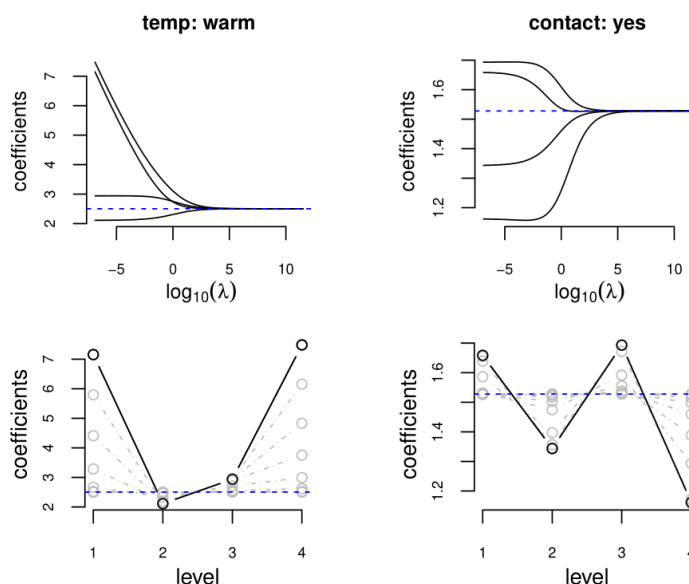 temp: warm
contact: yes
coefficients
7
6
5
4
3
2
−5 0 5 10
log10(λ)
coefficients
1.6
1.4
1.2
−5 0 5 10
log10(λ)
coefficients
7
6
5
4
3
2
1 2 3 4
level
coefficients
1.6
1.4
1.2
1 2 3 4
level